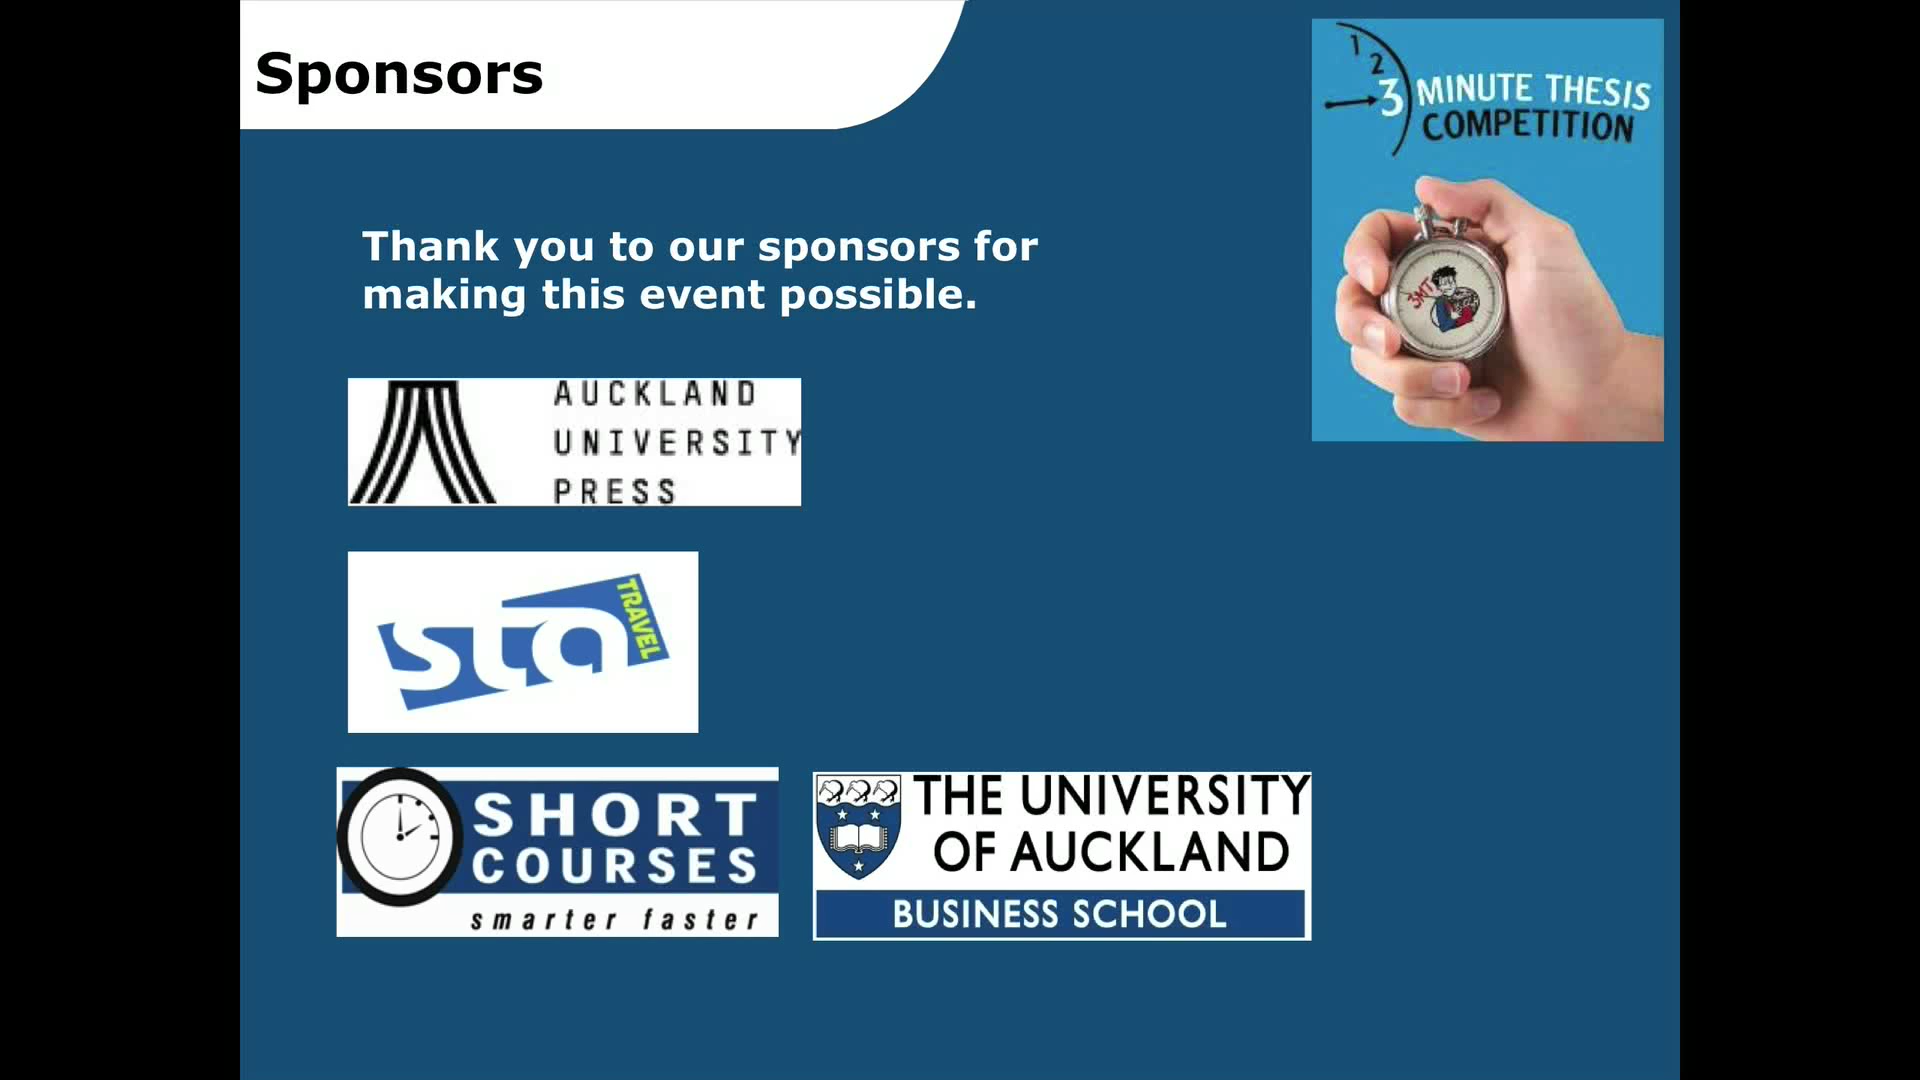 Sponsors
1
2
3 MINUTE THESIS
COMPETITION
3MT
Thank you to our sponsors for
making this event possible.
AUCKLAND
UNIVERSITY
PRESS
sta TRAVEL
SHORT
COURSES
smarter faster
THE UNIVERSITY
OF AUCKLAND
BUSINESS SCHOOL